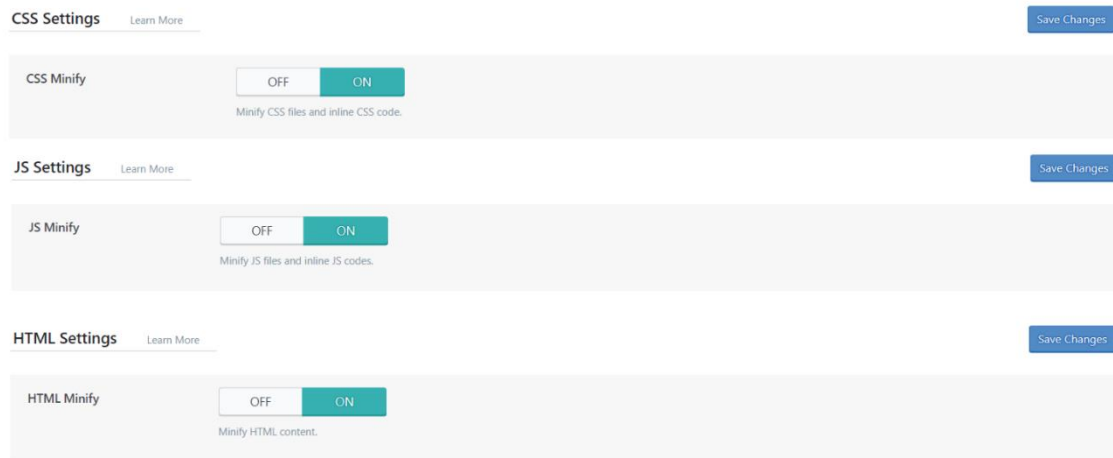 CSS Settings Learn More Save Changes
CSS Minify OFF ON
Minify CSS files and inline CSS code.
JS Settings Learn More Save Changes
JS Minify OFF ON
Minify JS files and inline JS codes.
HTML Settings Learn More Save Changes
HTML Minify OFF ON
Minify HTML content.